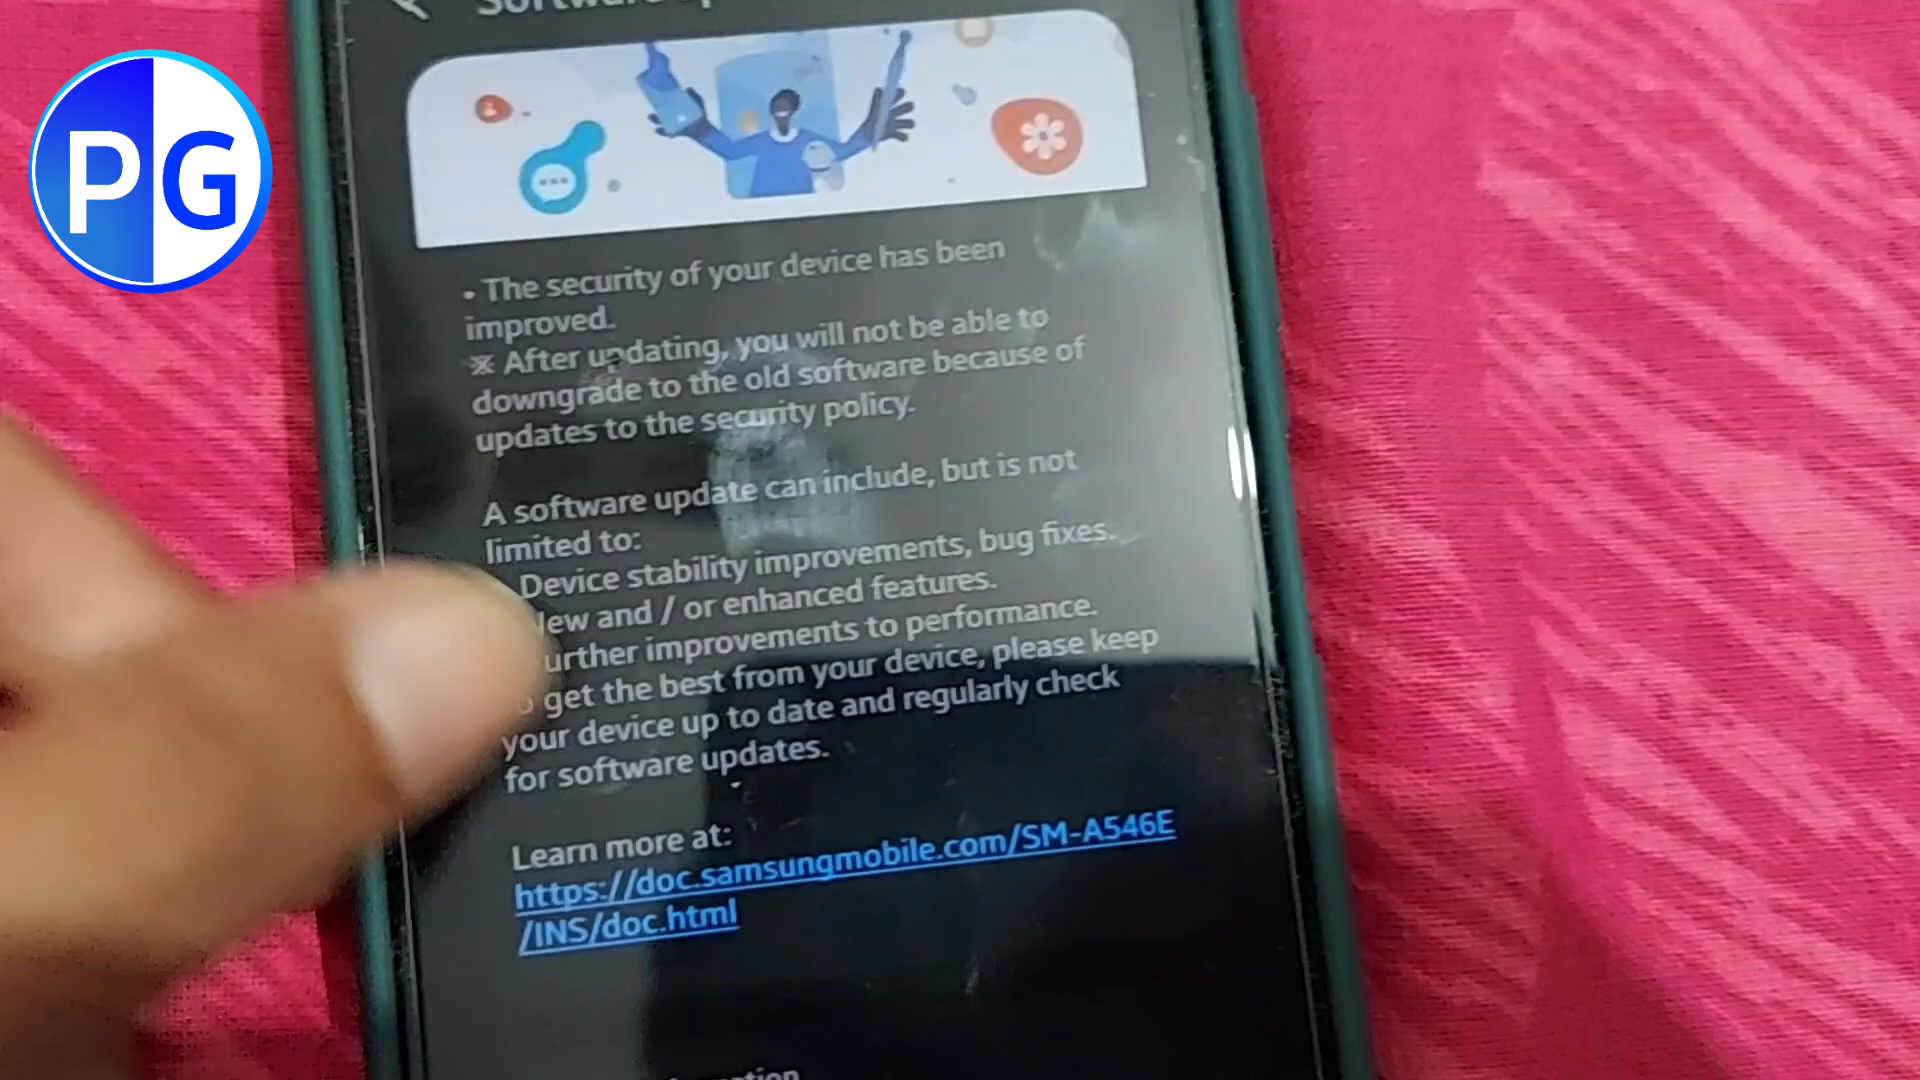 PG
Software
• The security of your device has been
improved.
※ After updating, you will not be able to
downgrade to the old software because of
updates to the security policy.
A software update can include, but is not
limited to:
Device stability improvements, bug fixes.
ew and / or enhanced features.
urther improvements to performance.
o get the best from your device, please keep
your device up to date and regularly check
for software updates.
Learn more at:
https://doc.samsungmobile.com/SM-A546E
/INS/doc.html